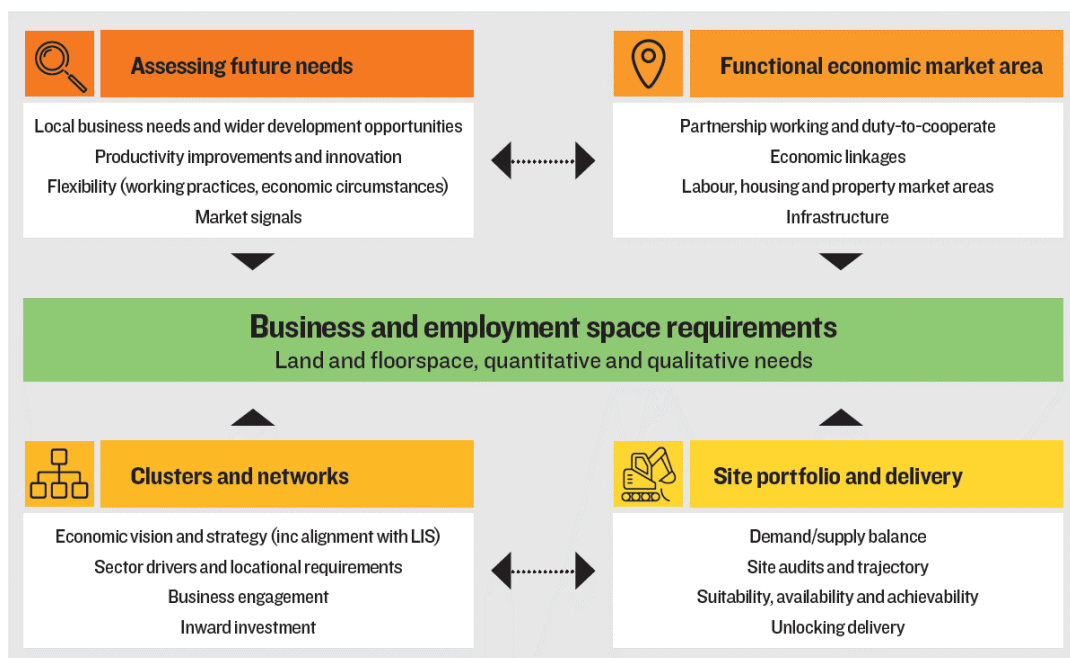 Assessing future needs
Local business needs and wider development opportunities
Productivity improvements and innovation
Flexibility (working practices, economic circumstances)
Market signals
Functional economic market area
Partnership working and duty-to-cooperate
Economic linkages
Labour, housing and property market areas
Infrastructure
Business and employment space requirements
Land and floorspace, quantitative and qualitative needs
Clusters and networks
Economic vision and strategy (inc alignment with LIS)
Sector drivers and locational requirements
Business engagement
Inward investment
Site portfolio and delivery
Demand/supply balance
Site audits and trajectory
Suitability, availability and achievability
Unlocking delivery